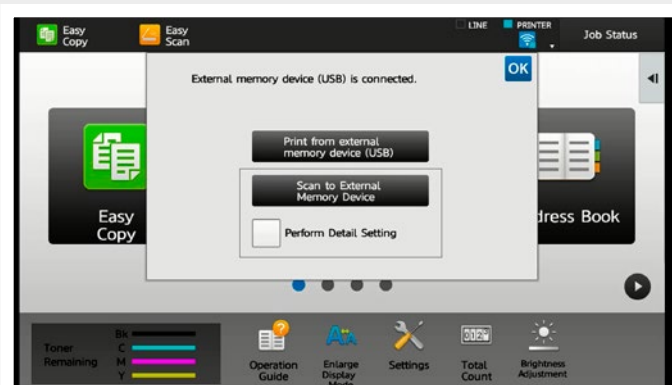 Easy
Copy
Easy
Scan
LINE
PRINTER
Job Status
External memory device (USB) is connected.
OK
Print from external
memory device (USB)
Scan to External
Memory Device
Perform Detail Setting
Easy
Copy
dress Book
Toner
Remaining
Bk
C
M
Y
Operation
Guide
Enlarge
Display
Mode
Settings
Total
Count
Brightness
Adjustment